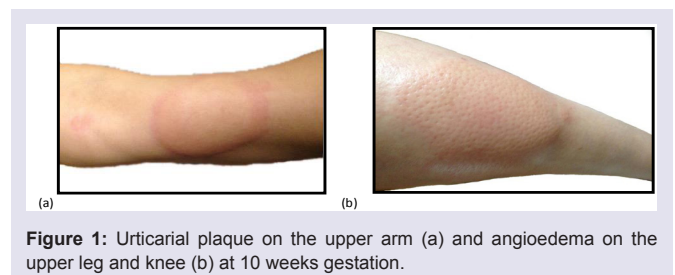 (a)
(b)
Figure 1: Urticarial plaque on the upper arm (a) and angioedema on the
upper leg and knee (b) at 10 weeks gestation.